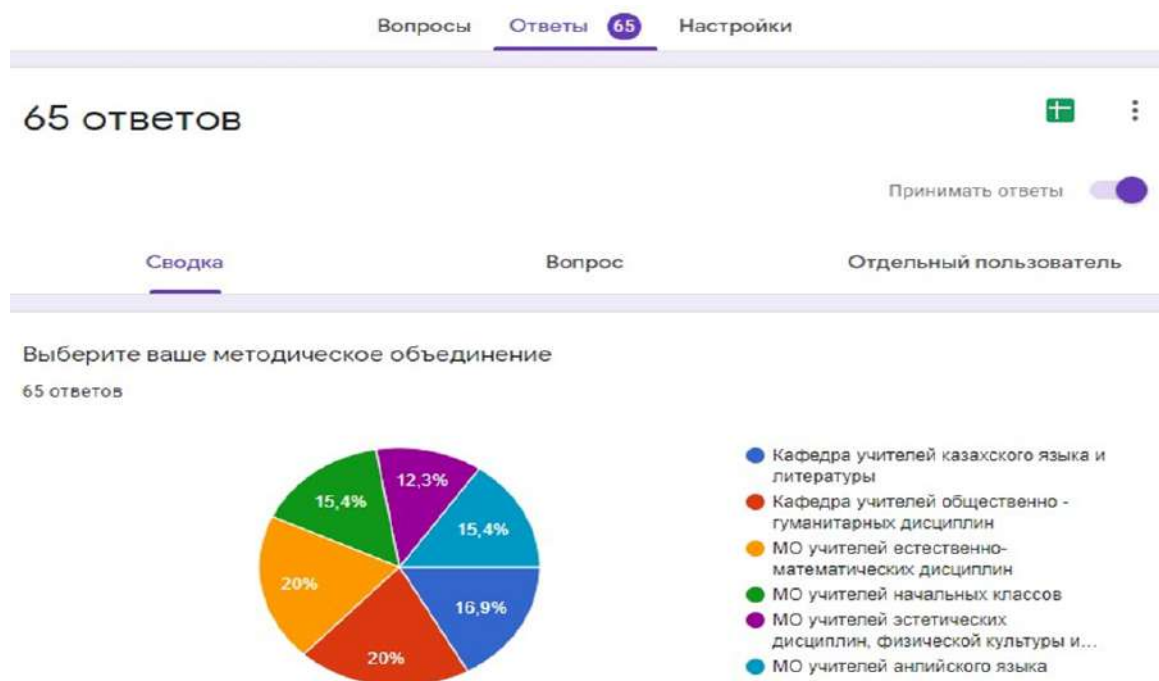 Вопросы Ответы 65 Настройки
65 ответов
Принимать ответы
Сводка Вопрос Отдельный пользователь
Выберите ваше методическое объединение
65 ответов
12,3%
15,4%
15,4%
20%
16,9%
20%
Кафедра учителей казахского языка и
литературы
Кафедра учителей общественно -
гуманитарных дисциплин
МО учителей естественно-
математических дисциплин
МО учителей начальных классов
МО учителей эстетических
дисциплин, физической культуры и...
МО учителей анлийского языка